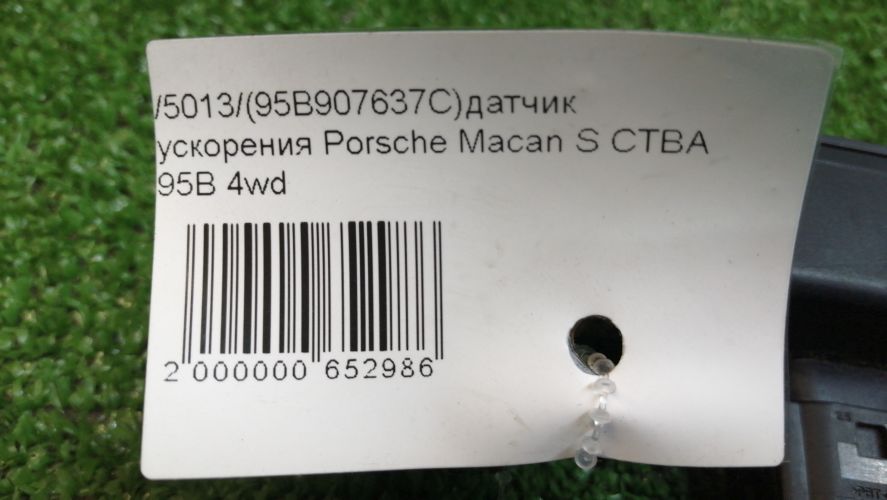 /5013/(95B907637C)датчик
ускорения Porsche Macan S CTBA
95B 4wd
2 000000 652986